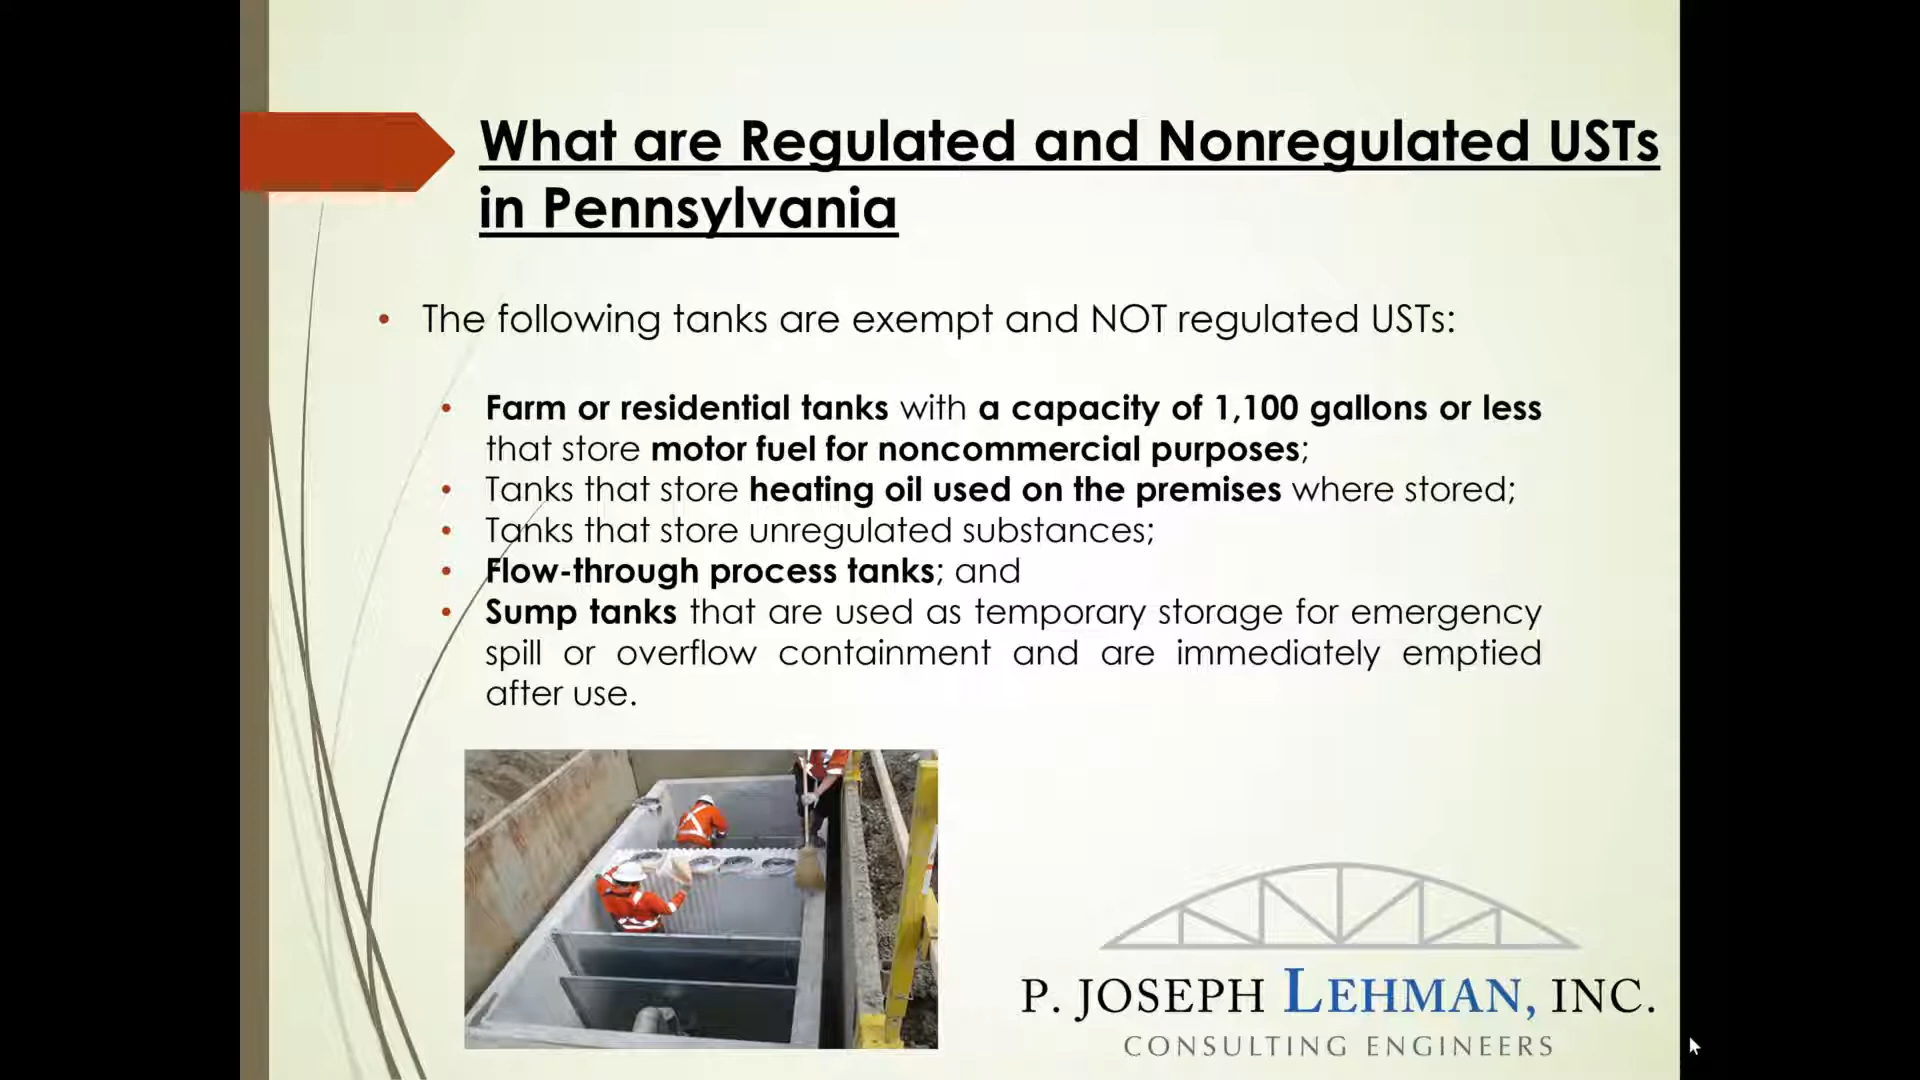 What are Regulated and Nonregulated USTs
in Pennsylvania
• The following tanks are exempt and NOT regulated USTs:
• Farm or residential tanks with a capacity of 1,100 gallons or less
that store motor fuel for noncommercial purposes;
• Tanks that store heating oil used on the premises where stored;
• Tanks that store unregulated substances;
• Flow-through process tanks; and
• Sump tanks that are used as temporary storage for emergency
spill or overflow containment and are immediately emptied
after use.
P. JOSEPH LEHMAN, INC.
CONSULTING ENGINEERS